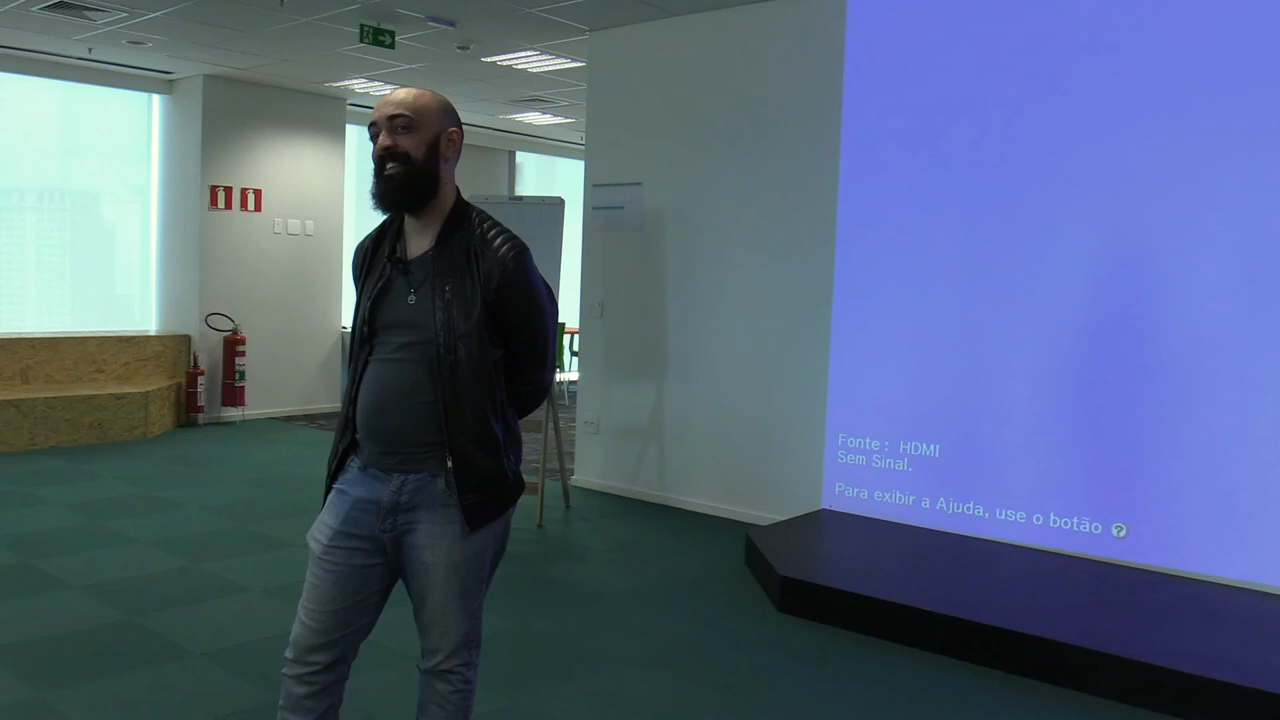 Fonte : HDMI
Sem Sinal.
Para exibir a Ajuda, use o botão ?